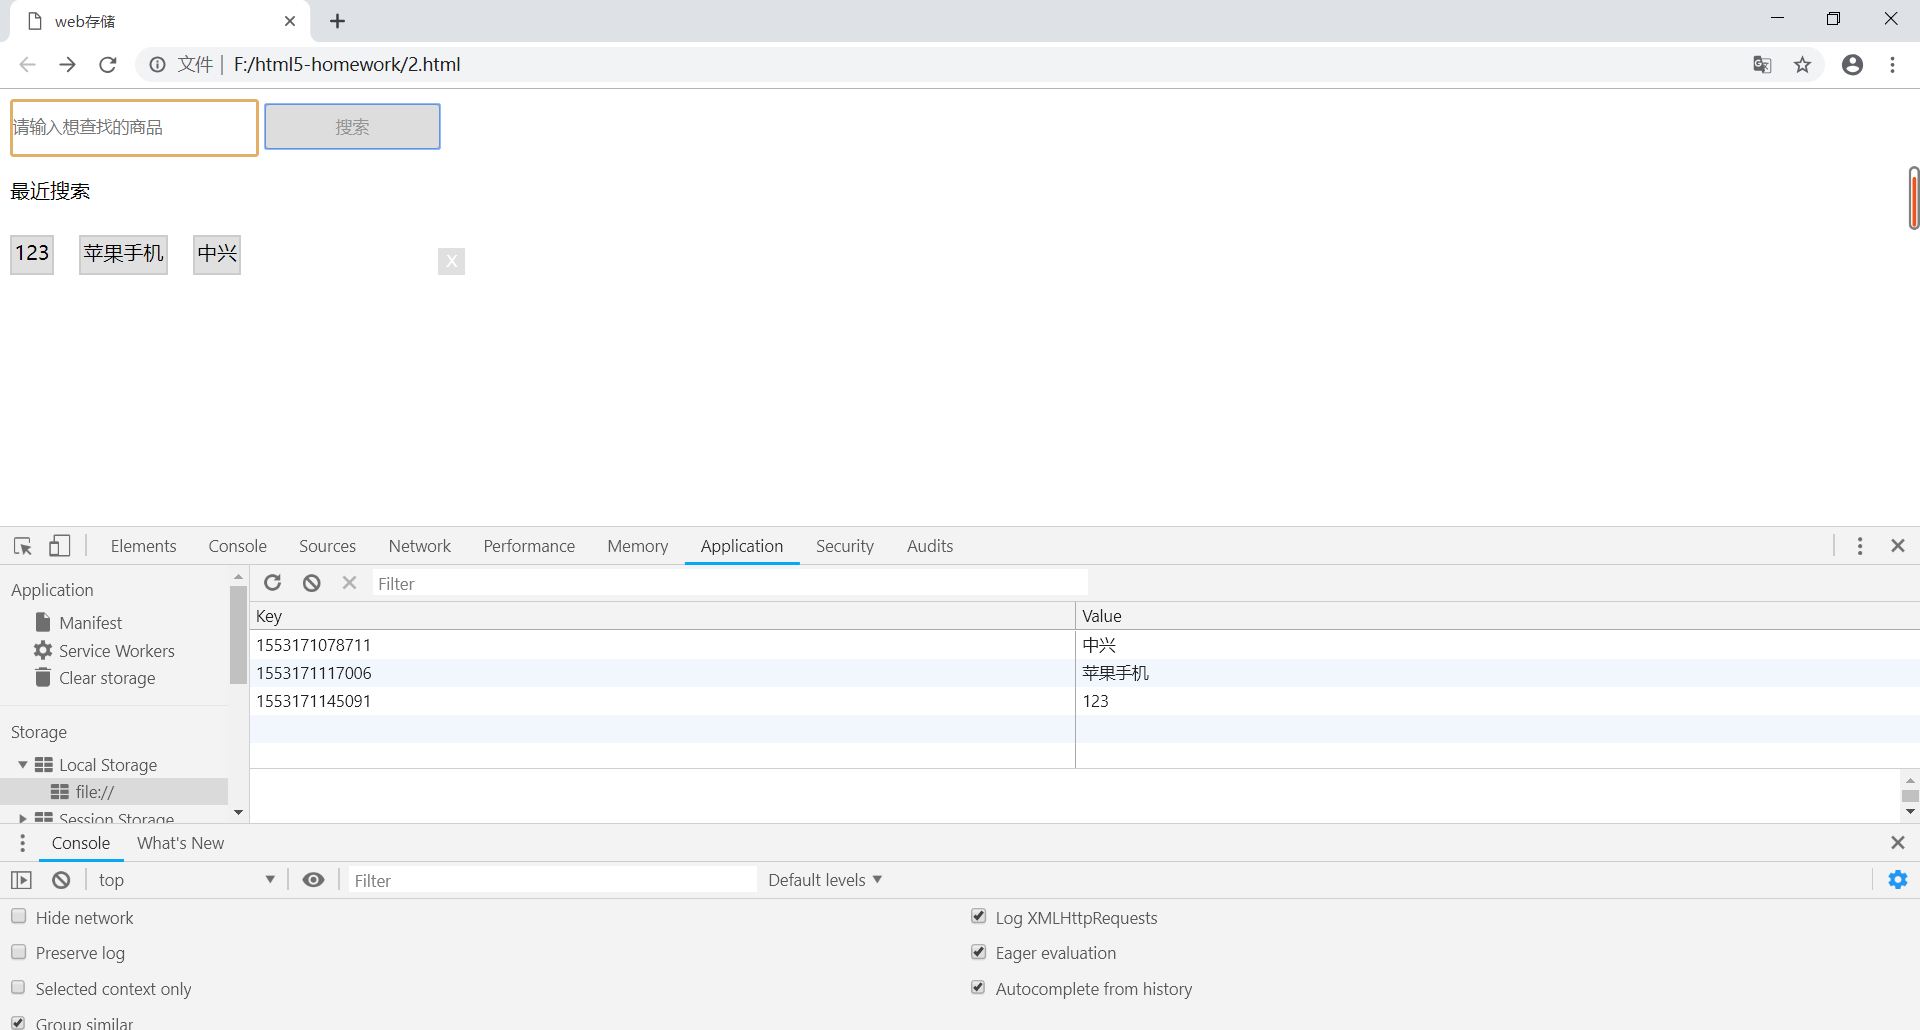 web存储
文件 | F:/html5-homework/2.html
请输入想查找的商品 搜索
最近搜索
123 苹果手机 中兴 X
Elements Console Sources Network Performance Memory Application Security Audits
Application
Manifest
Service Workers
Clear storage
Storage
Local Storage
file://
Session Storage
Filter
Key Value
1553171078711 中兴
1553171117006 苹果手机
1553171145091 123
Console What's New
top Filter Default levels
Hide network Log XMLHttpRequests
Preserve log Eager evaluation
Selected context only Autocomplete from history
Group similar